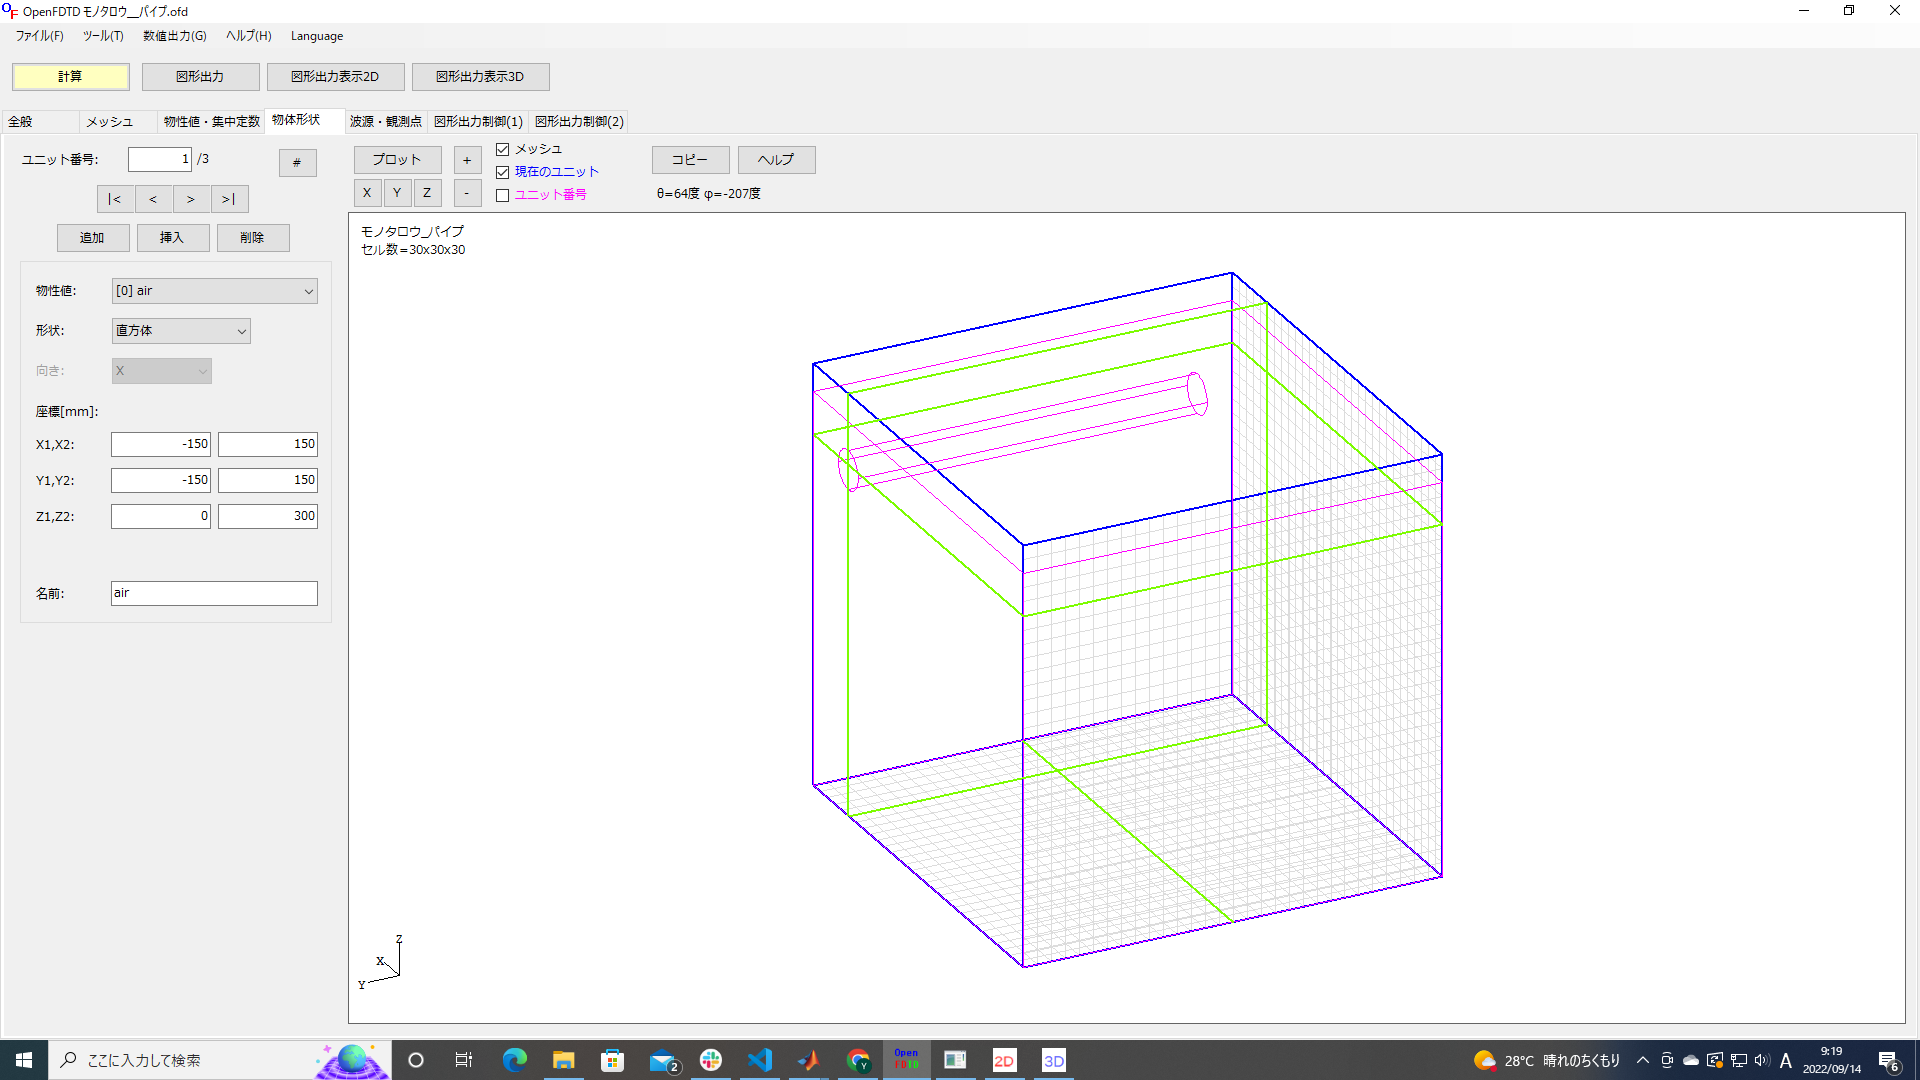 OpenFDTD モノタロウ__パイプ.ofd
ファイル(F) ツール(T) 数値出力(G) ヘルプ(H) Language
計算 図形出力 図形出力表示2D 図形出力表示3D
全般 メッシュ 物性値・集中定数 物体形状 波源・観測点 図形出力制御(1) 図形出力制御(2)
ユニット番号: 1 /3 #
|< < > >|
追加 挿入 削除
物性値: [0] air
形状: 直方体
向き: X
座標[mm]:
X1,X2: -150 150
Y1,Y2: -150 150
Z1,Z2: 0 300
名前: air
プロット + メッシュ コピー ヘルプ
現在のユニット
X Y Z - ユニット番号 θ=64度 φ=-207度
モノタロウ_パイプ
セル数=30x30x30
Z
X
Y
ここに入力して検索
2
Y
Open
FDTD
2D
3D
28°C 晴れのちくもり
A
9:19
2022/09/14
6